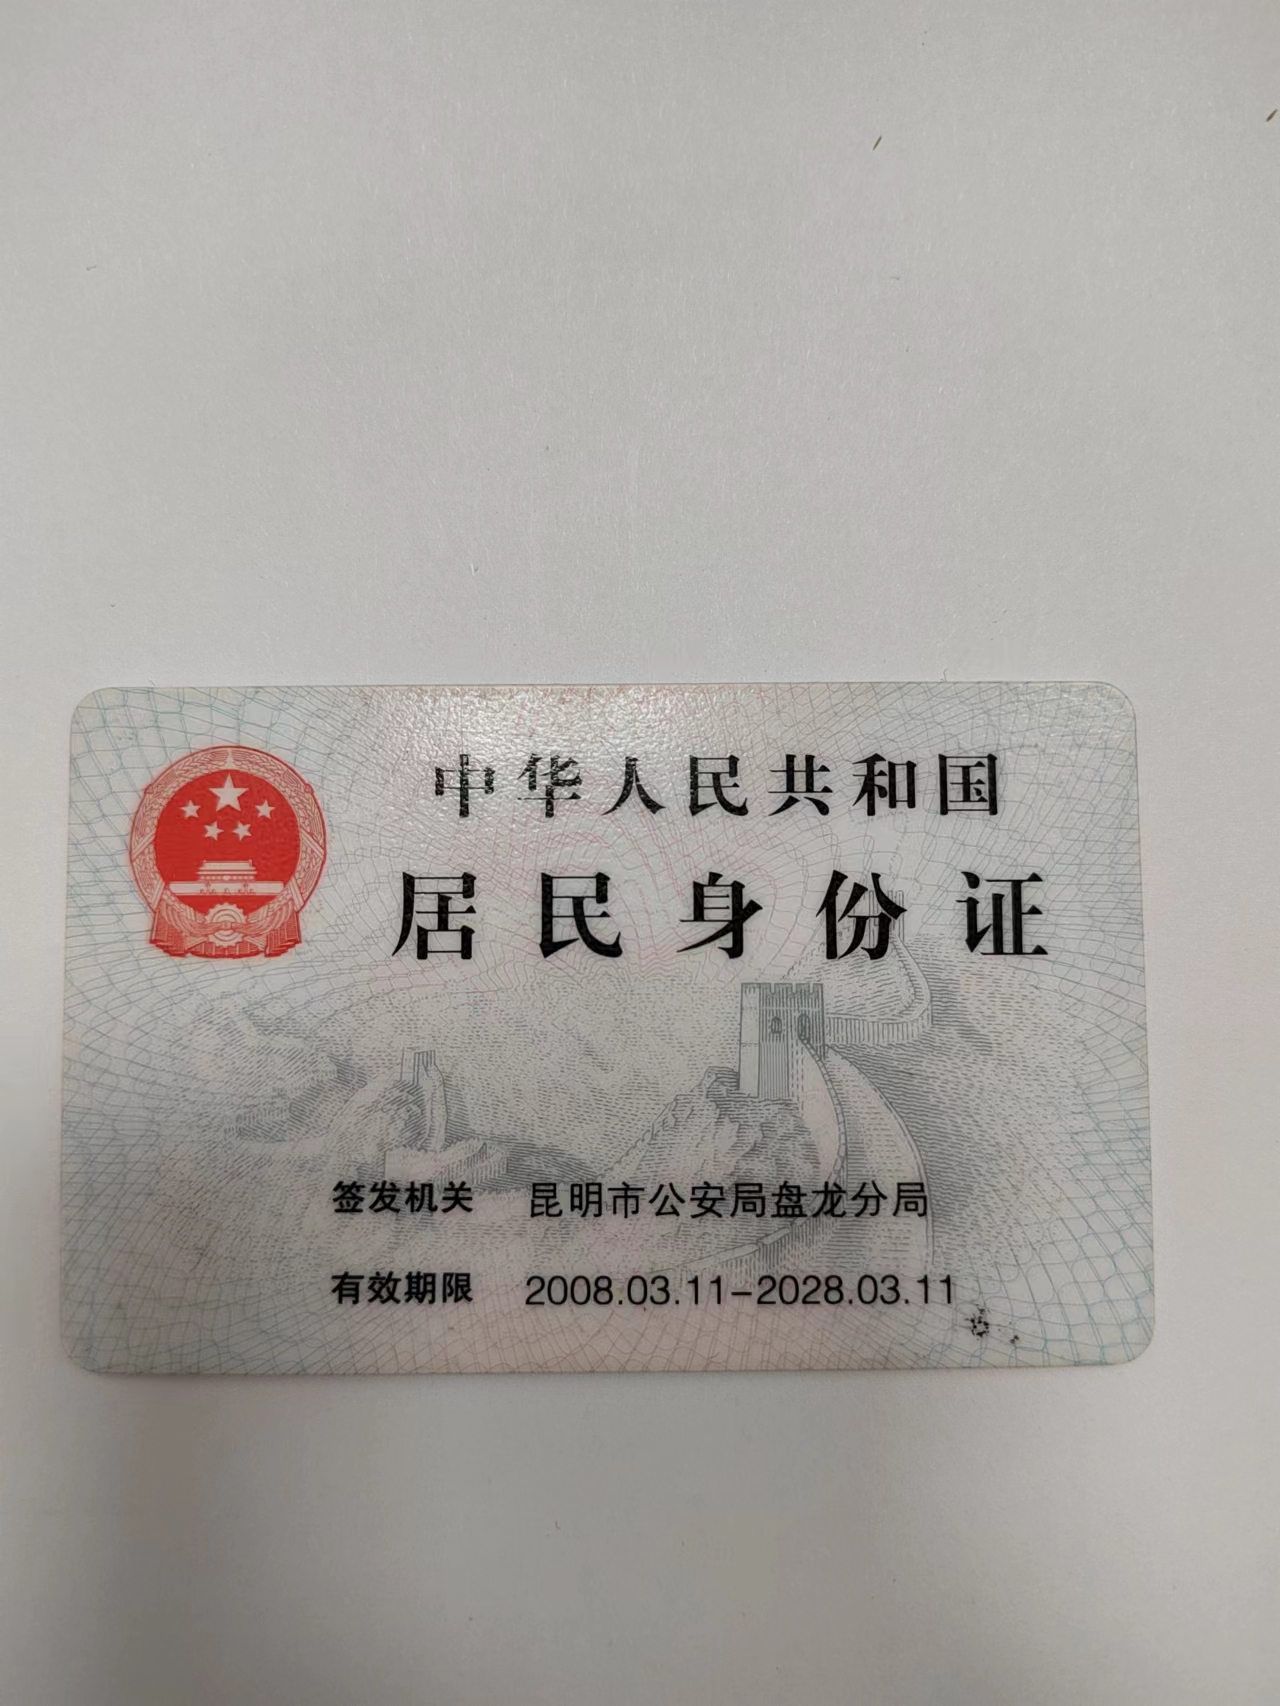 中华人民共和国
居民身份证
签发机关 昆明市公安局盘龙分局
有效期限 2008.03.11-2028.03.11